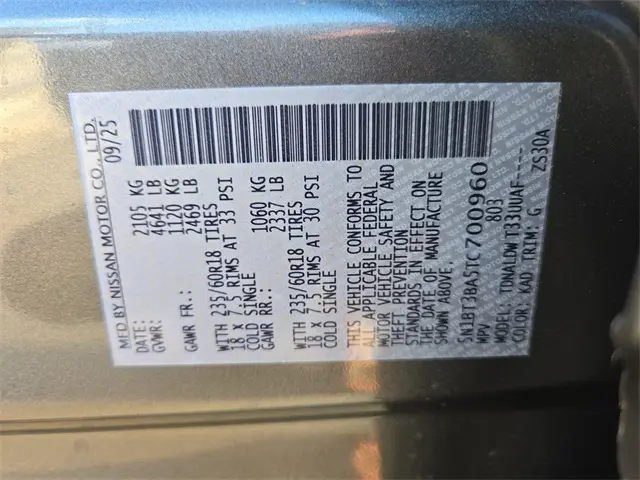 MFD BY NISSAN MOTOR CO., LTD.
DATE: 09/25
GVWR: 2105 KG
4641 LB
GAWR FR.: 1120 KG
2469 LB
WITH 235/60R18 TIRES
18 x 7.5 RIMS AT 33 PSI
COLD SINGLE
GAWR RR.: 1060 KG
2337 LB
WITH 235/60R18 TIRES
18 x 7.5 RIMS AT 30 PSI
COLD SINGLE
THIS VEHICLE CONFORMS TO
ALL APPLICABLE FEDERAL
MOTOR VEHICLE SAFETY AND
THEFT PREVENTION
STANDARDS IN EFFECT ON
THE DATE OF MANUFACTURE
SHOWN ABOVE.
5N1BT3BA5TC700960
MPV 803
MODEL: TDNALDW T33UUAF----
COLOR: KAD TRIM: G ZS30A